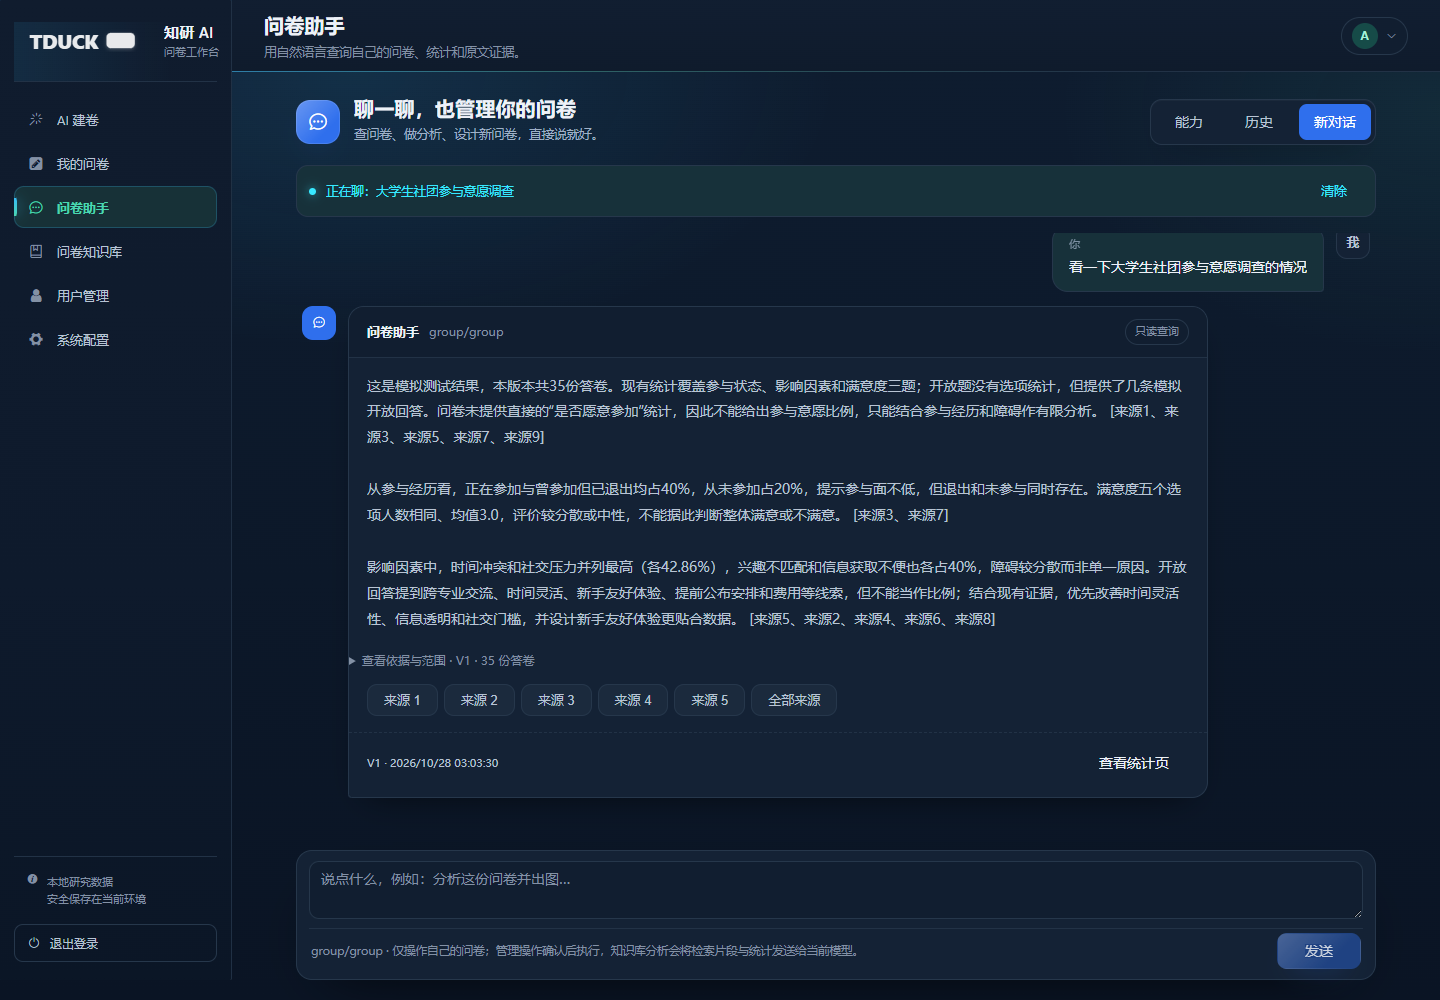 TDUCK
知研 AI
问卷工作台
AI 建卷
我的问卷
问卷助手
问卷知识库
用户管理
系统配置
本地研究数据
安全保存在当前环境
退出登录
问卷助手
用自然语言查询自己的问卷、统计和原文证据。
A
聊一聊，也管理你的问卷
查问卷、做分析、设计新问卷，直接说就好。
能力
历史
新对话
正在聊：大学生社团参与意愿调查
清除
你
看一下大学生社团参与意愿调查的情况
我
问卷助手 group/group
只读查询
这是模拟测试结果，本版本共35份答卷。现有统计覆盖参与状态、影响因素和满意度三题；开放题没有选项统计，但提供了几条模拟
开放回答。问卷未提供直接的“是否愿意参加”统计，因此不能给出参与意愿比例，只能结合参与经历和障碍作有限分析。 [来源1、来
源3、来源5、来源7、来源9]
从参与经历看，正在参加与曾参加但已退出均占40%，从未参加占20%，提示参与面不低，但退出和未参与同时存在。满意度五个选
项人数相同、均值3.0，评价较分散或中性，不能据此判断整体满意或不满意。 [来源3、来源7]
影响因素中，时间冲突和社交压力并列最高（各42.86%），兴趣不匹配和信息获取不便也各占40%，障碍较分散而非单一原因。开放
回答提到跨专业交流、时间灵活、新手友好体验、提前公布安排和费用等线索，但不能当作比例；结合现有证据，优先改善时间灵活
性、信息透明和社交门槛，并设计新手友好体验更贴合数据。 [来源5、来源2、来源4、来源6、来源8]
查看依据与范围 · V1 · 35 份答卷
来源 1
来源 2
来源 3
来源 4
来源 5
全部来源
V1 · 2026/10/28 03:03:30
查看统计页
说点什么，例如：分析这份问卷并出图...
group/group · 仅操作自己的问卷；管理操作确认后执行，知识库分析会将检索片段与统计发送给当前模型。
发送